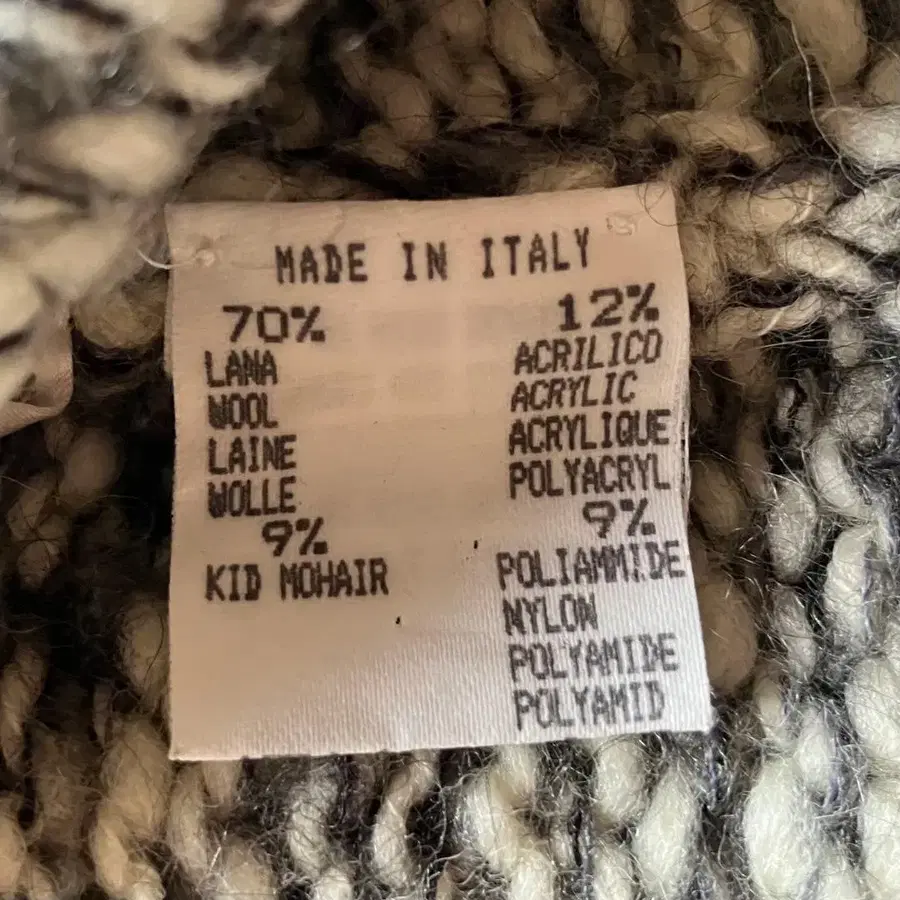 MADE IN ITALY
70%
LANA
WOOL
LAINE
WOLLE
9%
KID MOHAIR
12%
ACRILICO
ACRYLIC
ACRYLIQUE
POLYACRYL
9%
POLIAMMIDE
NYLON
POLYAMIDE
POLYAMID